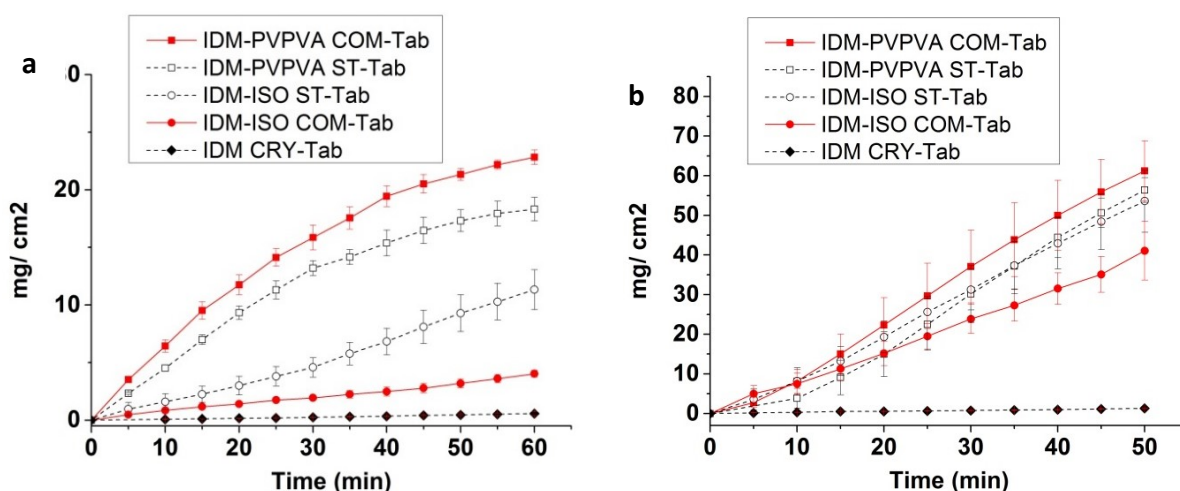 a
IDM-PVPVA COM-Tab
IDM-PVPVA ST-Tab
IDM-ISO ST-Tab
IDM-ISO COM-Tab
IDM CRY-Tab
mg/ cm2
20
10
0
0 10 20 30 40 50 60
Time (min)
b
IDM-PVPVA COM-Tab
IDM-PVPVA ST-Tab
IDM-ISO ST-Tab
IDM-ISO COM-Tab
IDM CRY-Tab
mg/ cm2
80
70
60
50
40
30
20
10
0
0 10 20 30 40 50
Time (min)